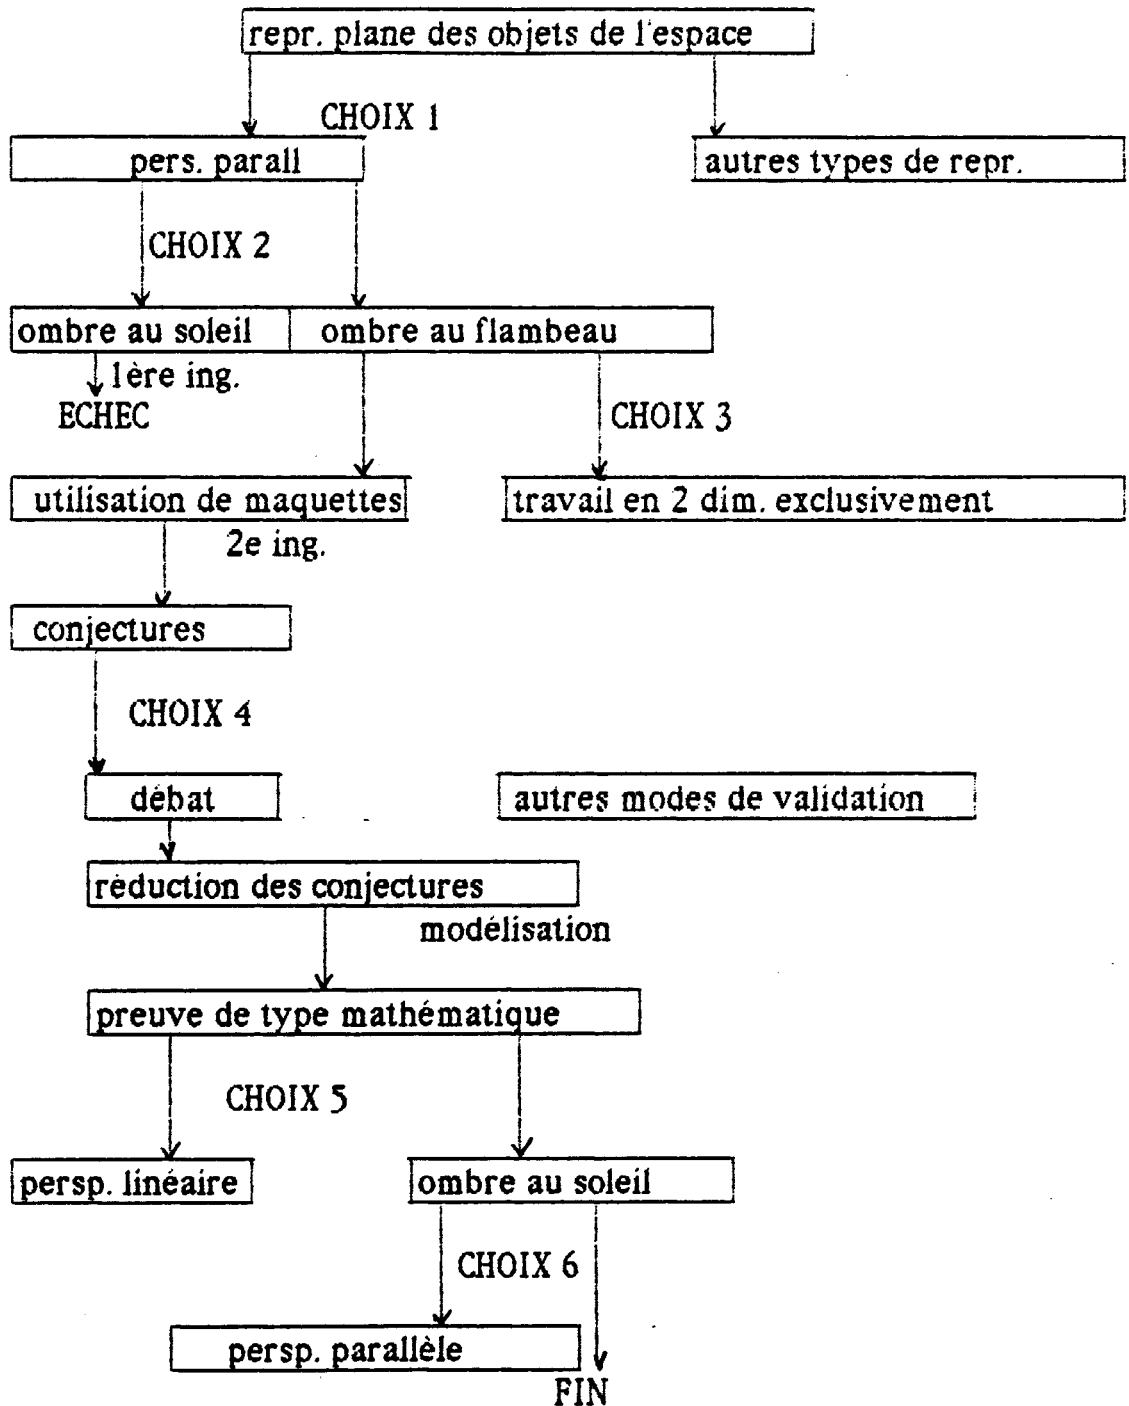 repr. plane des objets de l'espace
CHOIX 1
pers. parall
autres types de repr.
CHOIX 2
ombre au soleil
ombre au flambeau
1ère ing.
ECHEC
CHOIX 3
utilisation de maquettes
travail en 2 dim. exclusivement
2e ing.
conjectures
CHOIX 4
débat
autres modes de validation
réduction des conjectures
modélisation
preuve de type mathématique
CHOIX 5
persp. linéaire
ombre au soleil
CHOIX 6
persp. parallèle
FIN